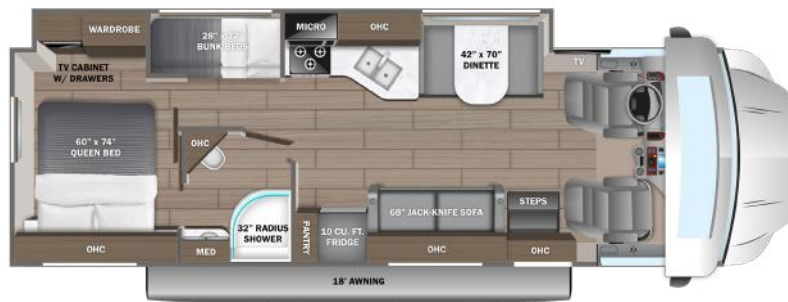 WARDROBE
28" x 72"
BUNK BEDS
MICRO
OHC
42" x 70"
DINETTE
TV
TV CABINET
W/ DRAWERS
60" x 74"
QUEEN BED
OHC
32" RADIUS
SHOWER
PANTRY
10 CU. FT.
FRIDGE
68" JACK-KNIFE SOFA
STEPS
OHC
MED
OHC
OHC
18' AWNING